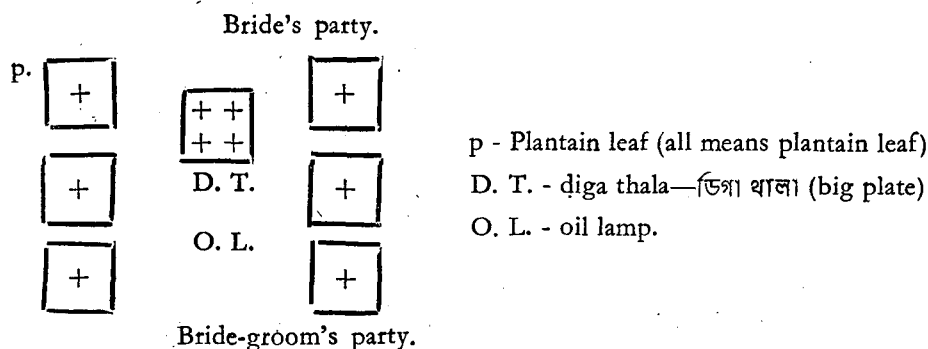 Bride's party.
p.
+ +
+ + + +
D. T.
+ +
O. L.
+ +
Bride-groom's party.
p - Plantain leaf (all means plantain leaf)
D. T. - ḍiga thala—ডিগা থালা (big plate)
O. L. - oil lamp.